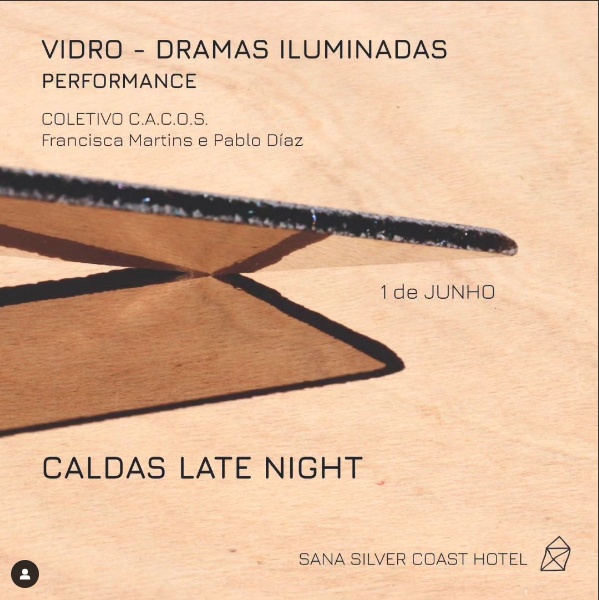 VIDRO - DRAMAS ILUMINADAS
PERFORMANCE
COLETIVO C.A.C.O.S.
Francisca Martins e Pablo Díaz
1 de JUNHO
CALDAS LATE NIGHT
SANA SILVER COAST HOTEL